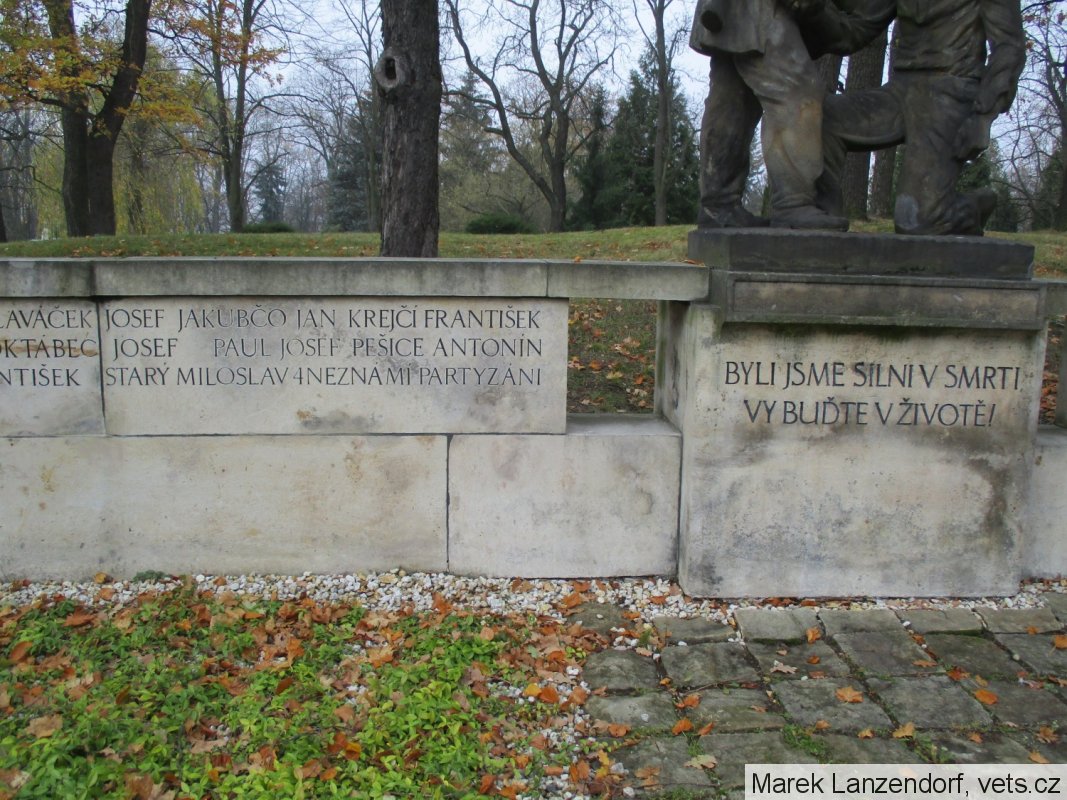 LAVÁČEK JOSEF JAKUBČO JAN KREJČÍ FRANTIŠEK
OKTÁBEC JOSEF PAUL JOSEF PEŠICE ANTONÍN
NTIŠEK STARÝ MILOSLAV 4 NEZNÁMÍ PARTYZÁNI
BYLI JSME SILNI V SMRTI
VY BUĎTE V ŽIVOTĚ!
Marek Lanzendorf, vets.cz